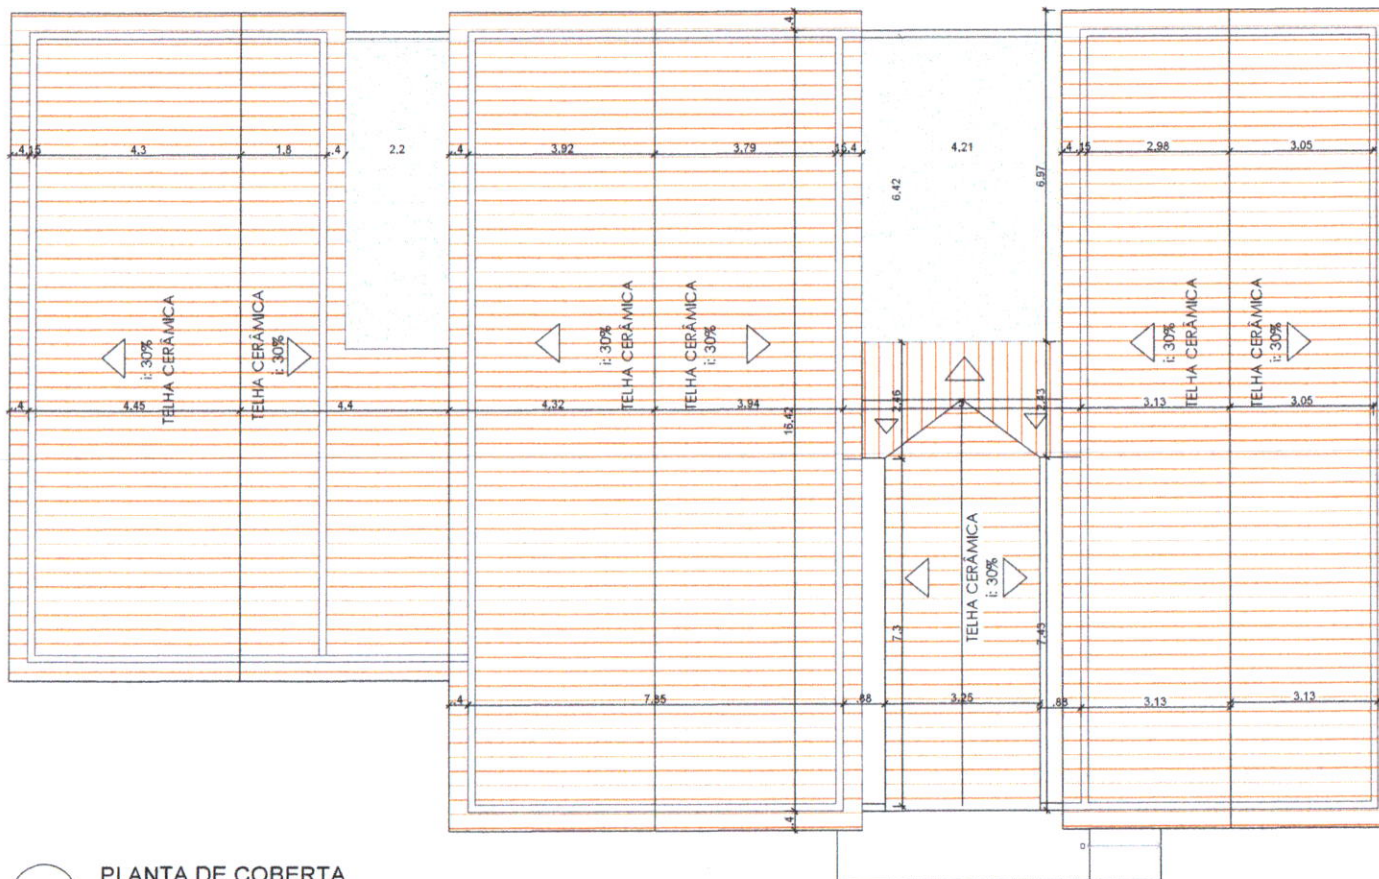 .4
.4 .15 4,3 1,8 .4 2,2 .4 3,92 3,79 .15 .4 4,21 .4 .15 2,98 3,05
6,42
6,97
TELHA CERÂMICA
i: 30%
TELHA CERÂMICA
i: 30%
i: 30%
TELHA CERÂMICA
TELHA CERÂMICA
i: 30%
i: 30%
TELHA CERÂMICA
TELHA CERÂMICA
i: 30%
.4 4,45 4,4 4,32 3,94 3,13 3,05
16,42
2,46
2,43
TELHA CERÂMICA
i: 30%
7,3
7,43
.4 7,85 .88 3,25 .88 3,13 3,13
.4
PLANTA DE COBERTA